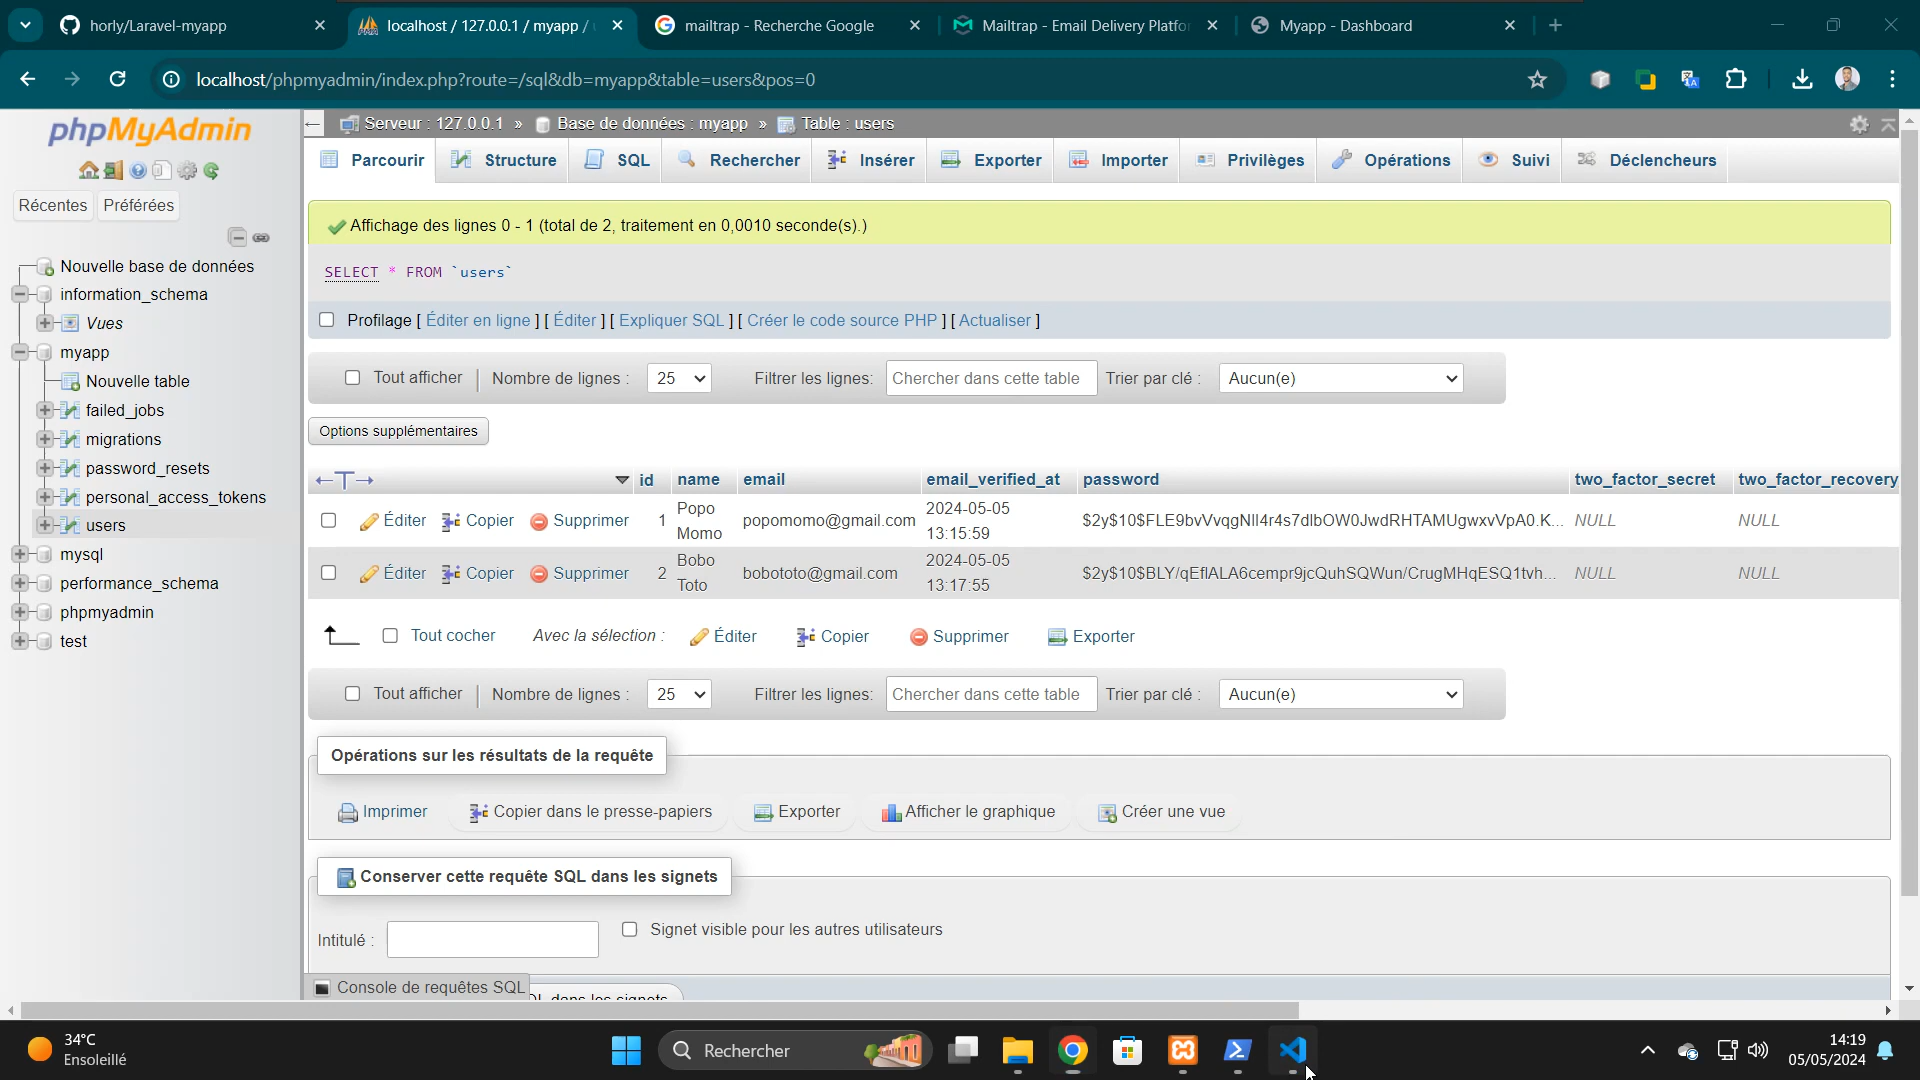 horly/Laravel-myapp
localhost / 127.0.0.1 / myapp /
mailtrap - Recherche Google
Mailtrap - Email Delivery Platfo
Myapp - Dashboard
localhost/phpmyadmin/index.php?route=/sql&db=myapp&table=users&pos=0
phpMyAdmin
Récentes
Préférées
Nouvelle base de données
information_schema
Vues
myapp
Nouvelle table
failed_jobs
migrations
password_resets
personal_access_tokens
users
mysql
performance_schema
phpmyadmin
test
Serveur : 127.0.0.1 » Base de données : myapp » Table : users
Parcourir Structure SQL Rechercher Insérer Exporter Importer Privilèges Opérations Suivi Déclencheurs
Affichage des lignes 0 - 1 (total de 2, traitement en 0,0010 seconde(s).)
SELECT * FROM `users`
Profilage [ Éditer en ligne ] [ Éditer ] [ Expliquer SQL ] [ Créer le code source PHP ] [ Actualiser ]
Tout afficher Nombre de lignes : 25 Filtrer les lignes: Chercher dans cette table Trier par clé : Aucun(e)
Options supplémentaires
←T→ id name email email_verified_at password two_factor_secret two_factor_recovery
Éditer Copier Supprimer 1 Popo Momo popomomo@gmail.com 2024-05-05 13:15:59 $2y$10$FLE9bvVvqgNIl4r4s7dlbOW0JwdRHTAMUgwxvVpA0.K... NULL NULL
Éditer Copier Supprimer 2 Bobo Toto bobototo@gmail.com 2024-05-05 13:17:55 $2y$10$BLY/qEflALA6cempr9jcQuhSQWun/CrugMHqESQ1tvh... NULL NULL
Tout cocher Avec la sélection : Éditer Copier Supprimer Exporter
Tout afficher Nombre de lignes : 25 Filtrer les lignes: Chercher dans cette table Trier par clé : Aucun(e)
Opérations sur les résultats de la requête
Imprimer Copier dans le presse-papiers Exporter Afficher le graphique Créer une vue
Conserver cette requête SQL dans les signets
Intitulé : Signet visible pour les autres utilisateurs
Console de requêtes SQL
34°C
Ensoleillé
Rechercher
14:19
05/05/2024